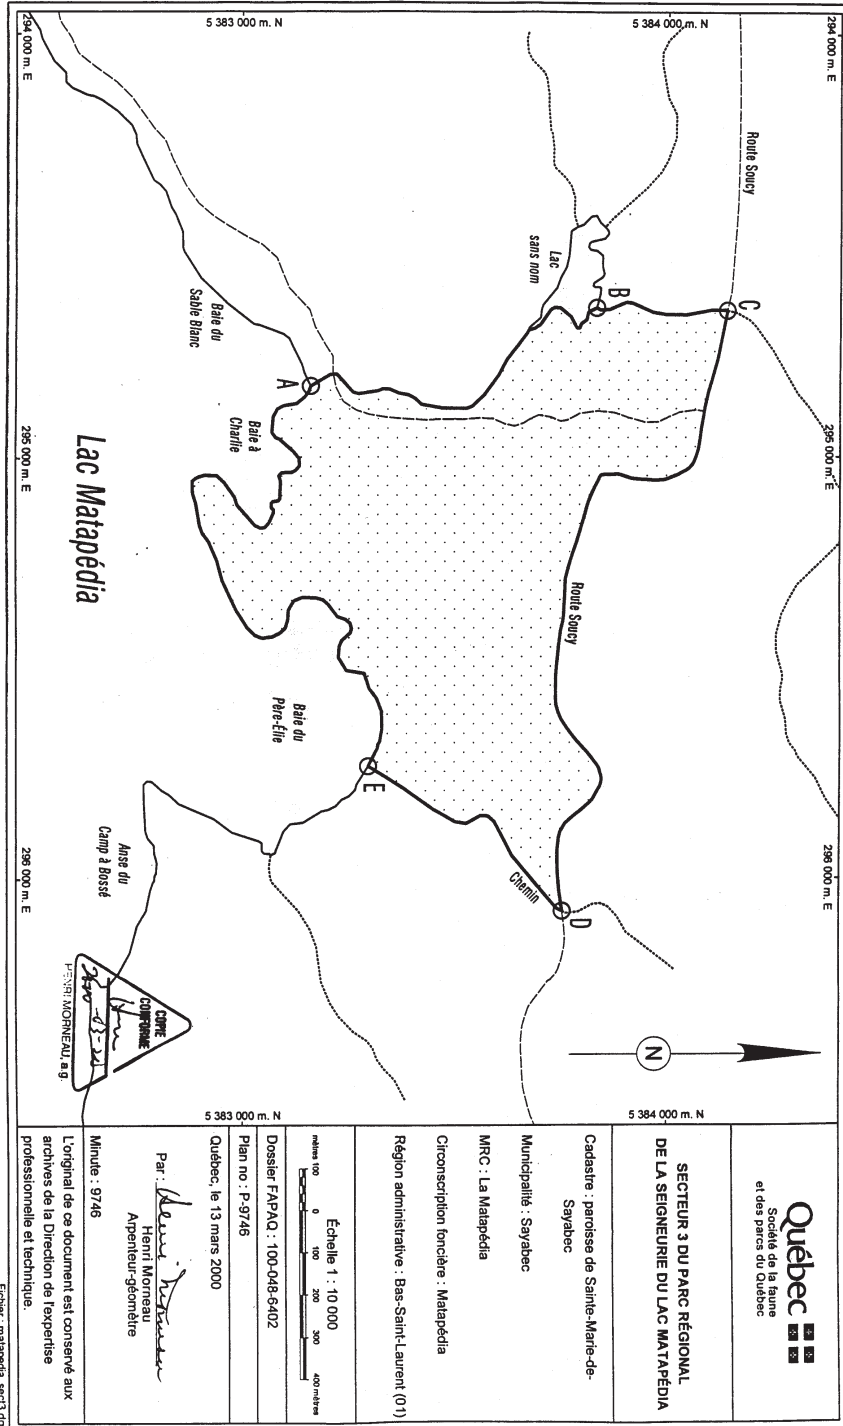 294 000 m. E
295 000 m. E
296 000 m. E
5 384 000 m. N
5 384 000 m. N
Route Soucy
C
B
Lac
sans nom
Route Soucy
D
Chemin
N
5 383 000 m. N
5 383 000 m. N
Baie du
Sable Blanc
A
Baie à
Charlie
E
Baie du
Père-Élie
Lac Matapédia
Anse du
Camp à Bossé
294 000 m. E
295 000 m. E
296 000 m. E
COPIE
CONFORME
HENRI MORNEAU, a.g.
Québec
Société de la faune
et des parcs du Québec
SECTEUR 3 DU PARC RÉGIONAL
DE LA SEIGNEURIE DU LAC MATAPÉDIA
Cadastre : paroisse de Sainte-Marie-de-
Sayabec
Municipalité : Sayabec
MRC : La Matapédia
Circonscription foncière : Matapédia
Région administrative : Bas-Saint-Laurent (01)
Échelle 1 : 10 000
mètres 100 0 100 200 300 400 mètres
Dossier FAPAQ : 100-048-6402
Plan no : P-9746
Québec, le 13 mars 2000
Par :
Henri Morneau
Arpenteur-géomètre
Minute : 9746
L'original de ce document est conservé aux
archives de la Direction de l'expertise
professionnelle et technique.